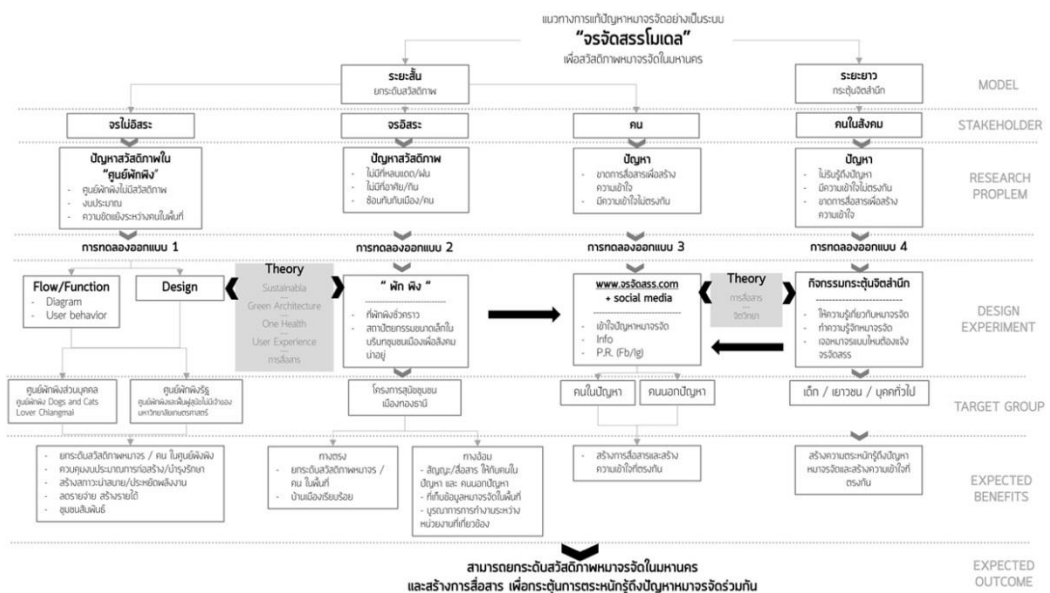 แนวทางการแก้ปัญหาหมาจรจัดอย่างเป็นระบบ
“จรจัดสรรโมเดล”
เพื่อสวัสดิภาพหมาจรจัดในมหานคร
ระยะสั้น
ยกระดับสวัสดิภาพ
ระยะยาว
กระตุ้นจิตสำนึก
MODEL
จรไม่อิสระ
จรอิสระ
คน
คนในสังคม
STAKEHOLDER
ปัญหาสวัสดิภาพใน
“ศูนย์พักพิง”
- ศูนย์พักพิงไม่มีสวัสดิภาพ
- งบประมาณ
- ความขัดแย้งระหว่างคนในพื้นที่
ปัญหาสวัสดิภาพ
- ไม่มีที่หลบแดด/ฝน
- ไม่มีที่อาศัย/กิน
- ซ้อนทับกับเมือง/คน
ปัญหา
- ขาดการสื่อสารเพื่อสร้าง
ความเข้าใจ
- มีความเข้าใจไม่ตรงกัน
ปัญหา
- ไม่รับรู้ถึงปัญหา
- มีความเข้าใจไม่ตรงกัน
- ขาดการสื่อสารเพื่อสร้าง
ความเข้าใจ
RESEARCH
PROPLEM
การทดลองออกแบบ 1
การทดลองออกแบบ 2
การทดลองออกแบบ 3
การทดลองออกแบบ 4
Flow/Function
- Diagram
- User behavior
Design
Theory
Sustainabla
Green Architecture
One Health
User Experience
การสื่อสาร
“ พัก พิง “
ที่พักพิงชั่วคราว
สถาปัตยกรรมขนาดเล็กใน
บริบทชุมชนเมืองเพื่อสังคม
น่าอยู่
www.จรจัดสร.com
+ social media
- เข้าใจปัญหาหมาจรจัด
- Info
- P.R. (Fb/Ig)
Theory
การสื่อสาร
จิตวิทยา
กิจกรรมกระตุ้นจิตสำนึก
- ให้ความรู้เกี่ยวกับหมาจรจัด
- ทำความรู้จักหมาจรจัด
- เจอหมาจรแบบไหนต้องแจ้ง
จรจัดสรร
DESIGN
EXPERIMENT
ศูนย์พักพิงส่วนบุคคล
ศูนย์พักพิง Dogs and Cats
Lover Chiangmai
ศูนย์พักพิงรัฐ
ศูนย์พักพิงและฟื้นฟูสุนัขไม่มีเจ้าของ
มหาวิทยาลัยเกษตรศาสตร์
โครงการสุนัขชุมชน
เมืองทองธานี
คนในปัญหา
คนนอกปัญหา
เด็ก / เยาวชน / บุคคทั่วไป
TARGET GROUP
- ยกระดับสวัสดิภาพหมาจร / คน ในศูนย์พึงพิง
- ควบคุมงบประมาณการก่อสร้าง/บำรุงรักษา
- สร้างสภาวะน่าสบาย/ประหยัดพลังงาน
- ลดรายจ่าย สร้างรายได้
- ชุมชนสัมพันธ์
ทางตรง
- ยกระดับสวัสดิภาพหมาจร /
คน ในพื้นที่
- บ้านเมืองเรียบร้อย
ทางอ้อม
- สัญญะ/สื่อสาร ให้กับคนใน
ปัญหา และ คนนอกปัญหา
- ที่เก็บข้อมูลหมาจรจัดในพื้นที่
- บูรณาการการทำงานระหว่าง
หน่วยงานที่เกี่ยวข้อง
- สร้างการสื่อสารและสร้าง
ความเข้าใจที่ตรงกัน
สร้างความตระหนักรู้ถึงปัญหา
หมาจรจัดและสร้างความเข้าใจที่
ตรงกัน
EXPECTED
BENEFITS
สามารถยกระดับสวัสดิภาพหมาจรจัดในมหานคร
และสร้างการสื่อสาร เพื่อกระตุ้นการตระหนักรู้ถึงปัญหาหมาจรจัดร่วมกัน
EXPECTED
OUTCOME